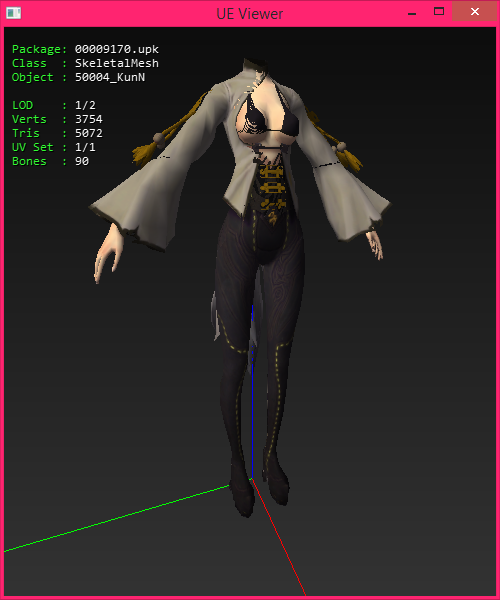 UE Viewer
Package: 00009170.upk
Class : SkeletalMesh
Object : 50004_KunN
LOD : 1/2
Verts : 3754
Tris : 5072
UV Set : 1/1
Bones : 90